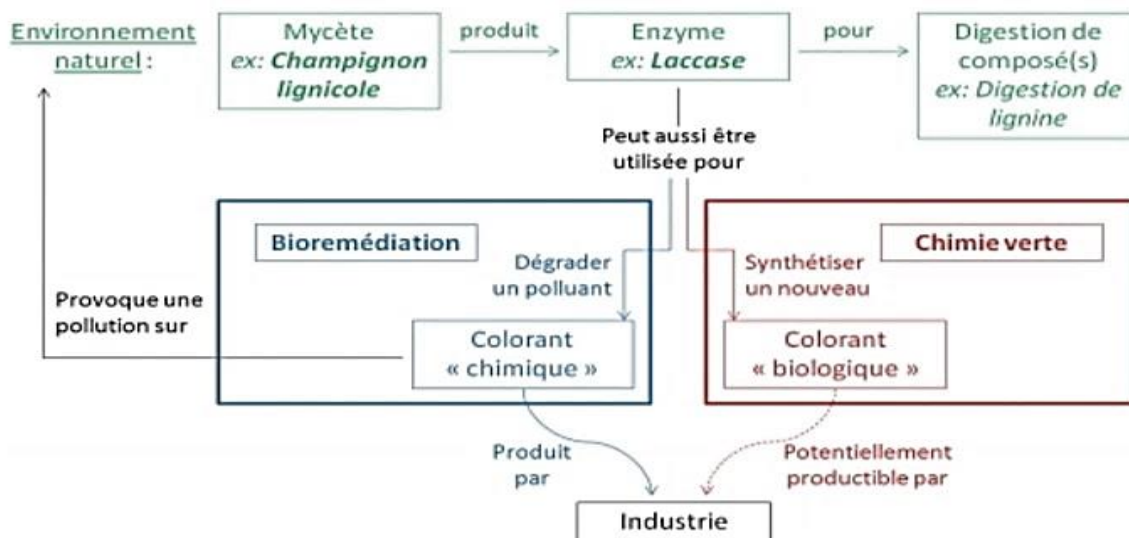 Environnement
naturel :
Mycète
ex: Champignon
lignicole
produit
Enzyme
ex: Laccase
pour
Digestion de
composé(s)
ex: Digestion de
lignine
Peut aussi être
utilisée pour
Bioremédiation
Chimie verte
Dégrader
un polluant
Synthétiser
un nouveau
Provoque une
pollution sur
Colorant
« chimique »
Colorant
« biologique »
Produit
par
Potentiellement
productible par
Industrie